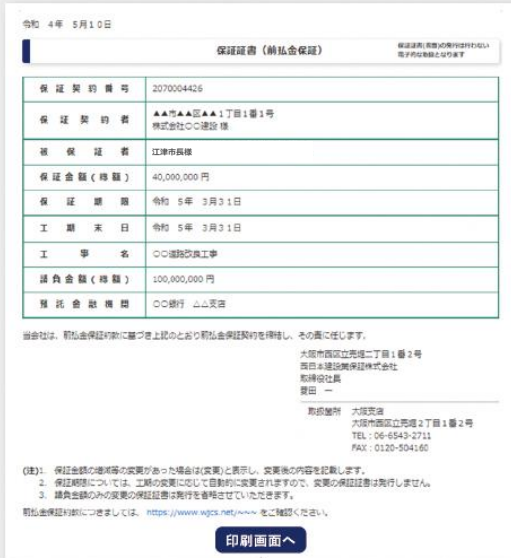 令和 4年 5月10日
保証証書(前払金保証)
保証証書(書面)の発行は行わない
電子的な取扱となります
保証契約番号 2070004426
保証契約者 ▲▲市▲▲区▲▲1丁目1番1号
株式会社〇〇建設 様
被保証者 江津市長様
保証金額(総額) 40,000,000 円
保証期限 令和 5年 3月31日
工期末日 令和 5年 3月31日
工事名 〇〇道路改良工事
請負金額(総額) 100,000,000 円
預託金融機関 〇〇銀行 △△支店
当会社は、前払金保証約款に基づき上記のとおり前払金保証契約を締結し、その責に任じます。
大阪市西区立売堀二丁目1番2号
西日本建設業保証株式会社
取締役社長
菱田 一
取扱箇所 大阪支店
大阪市西区立売堀2丁目1番2号
TEL:06-6543-2711
FAX:0120-504160
(注)1. 保証金額の増減等の変更があった場合は(変更)と表示し、変更後の内容を記載します。
2. 保証期限については、工期の変更に応じて自動的に変更されますので、変更の保証証書は発行しません。
3. 請負金額のみの変更の保証証書は発行を省略させていただきます。
前払金保証約款につきましては、 https://www.wjcs.net/~~~ をご確認ください。
印刷画面へ